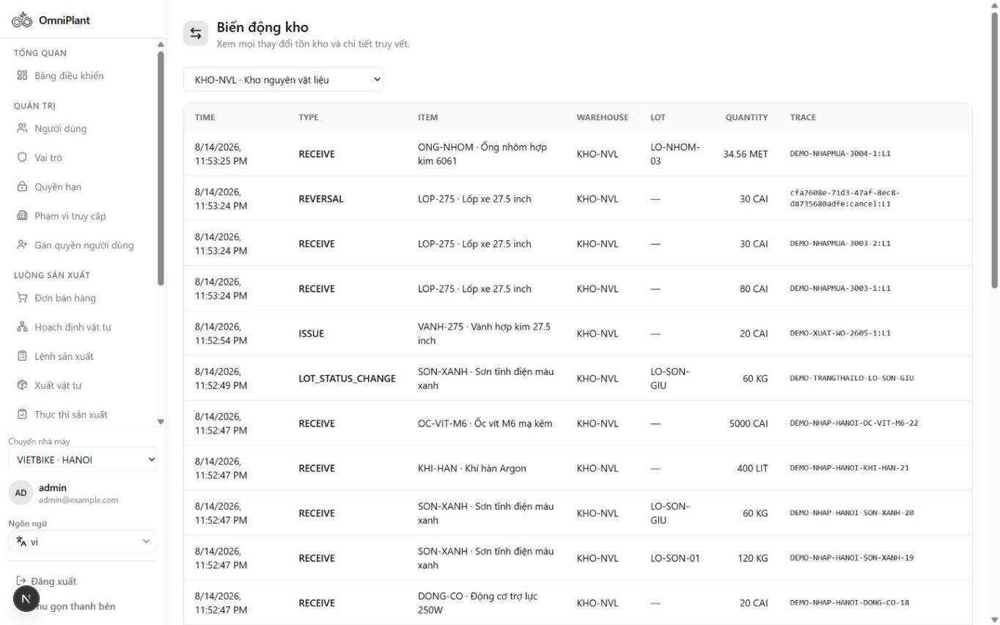 OmniPlant
TỔNG QUAN
Bảng điều khiển
QUẢN TRỊ
Người dùng
Vai trò
Quyền hạn
Phạm vi truy cập
Gán quyền người dùng
LUỒNG SẢN XUẤT
Đơn bán hàng
Hoạch định vật tư
Lệnh sản xuất
Xuất vật tư
Thực thi sản xuất
Chuyển nhà máy
VIETBIKE · HANOI
AD
admin
admin@example.com
Ngôn ngữ
vi
Đăng xuất
N
hu gọn thanh bên
Biến động kho
Xem mọi thay đổi tồn kho và chi tiết truy vết.
KHO-NVL · Kho nguyên vật liệu
TIME TYPE ITEM WAREHOUSE LOT QUANTITY TRACE
8/14/2026, 11:53:25 PM RECEIVE ONG-NHOM · Ống nhôm hợp kim 6061 KHO-NVL LO-NHOM-03 34.56 MET DEMO-NHAPMUA-3004-1:L1
8/14/2026, 11:53:24 PM REVERSAL LOP-275 · Lốp xe 27.5 inch KHO-NVL — 30 CAI cfa7608e-71d3-47af-8ec8-d8735680adfe:cancel:L1
8/14/2026, 11:53:24 PM RECEIVE LOP-275 · Lốp xe 27.5 inch KHO-NVL — 30 CAI DEMO-NHAPMUA-3003-2:L1
8/14/2026, 11:53:24 PM RECEIVE LOP-275 · Lốp xe 27.5 inch KHO-NVL — 80 CAI DEMO-NHAPMUA-3003-1:L1
8/14/2026, 11:52:54 PM ISSUE VANH-275 · Vành hợp kim 27.5 inch KHO-NVL — 20 CAI DEMO-XUAT-WO-2605-1:L1
8/14/2026, 11:52:49 PM LOT_STATUS_CHANGE SON-XANH · Sơn tĩnh điện màu xanh KHO-NVL LO-SON-GIU 60 KG DEMO-TRANGTHAILO-LO-SON-GIU
8/14/2026, 11:52:47 PM RECEIVE OC-VIT-M6 · Ốc vít M6 mạ kẽm KHO-NVL — 5000 CAI DEMO-NHAP-HANOI-OC-VIT-M6-22
8/14/2026, 11:52:47 PM RECEIVE KHI-HAN · Khí hàn Argon KHO-NVL — 400 LIT DEMO-NHAP-HANOI-KHI-HAN-21
8/14/2026, 11:52:47 PM RECEIVE SON-XANH · Sơn tĩnh điện màu xanh KHO-NVL LO-SON-GIU 60 KG DEMO-NHAP-HANOI-SON-XANH-20
8/14/2026, 11:52:47 PM RECEIVE SON-XANH · Sơn tĩnh điện màu xanh KHO-NVL LO-SON-01 120 KG DEMO-NHAP-HANOI-SON-XANH-19
8/14/2026, 11:52:47 PM RECEIVE DONG-CO · Động cơ trợ lực 250W KHO-NVL — 20 CAI DEMO-NHAP-HANOI-DONG-CO-18